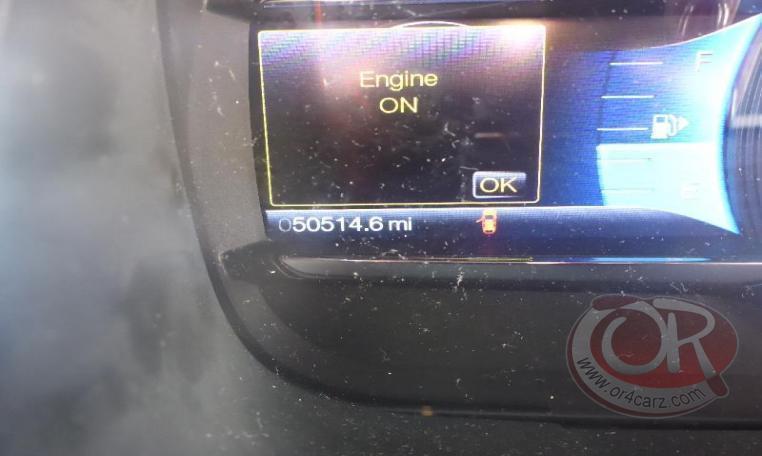 Engine
ON
F
OK
E
050514.6 mi
OR
www.or4carz.com